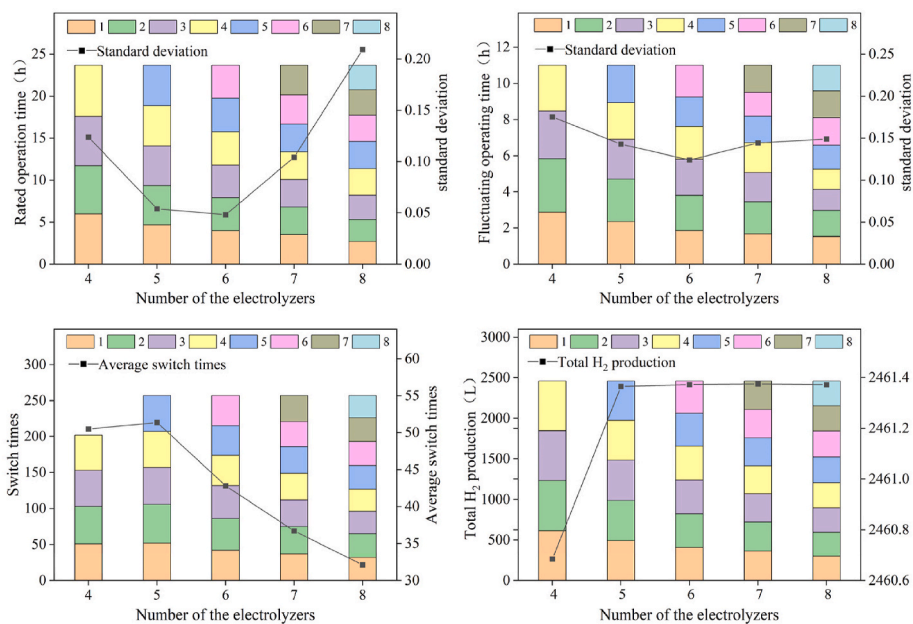 1 2 3 4 5 6 7 8
Standard deviation
Rated operation time（h）
0 5 10 15 20 25
0.00 0.05 0.10 0.15 0.20
standard deviation
4 5 6 7 8
Number of the electrolyzers
1 2 3 4 5 6 7 8
Standard deviation
Fluctuating operating time（h）
0 2 4 6 8 10 12
0.00 0.05 0.10 0.15 0.20 0.25
standard deviation
4 5 6 7 8
Number of the electrolyzers
1 2 3 4 5 6 7 8
Average switch times
Switch times
0 50 100 150 200 250 300
30 35 40 45 50 55 60
Average switch times
4 5 6 7 8
Number of the electrolyzers
1 2 3 4 5 6 7 8
Total H₂ production
Total H₂ production（L）
0 500 1000 1500 2000 2500 3000
2460.6 2460.8 2461.0 2461.2 2461.4
4 5 6 7 8
Number of the electrolyzers